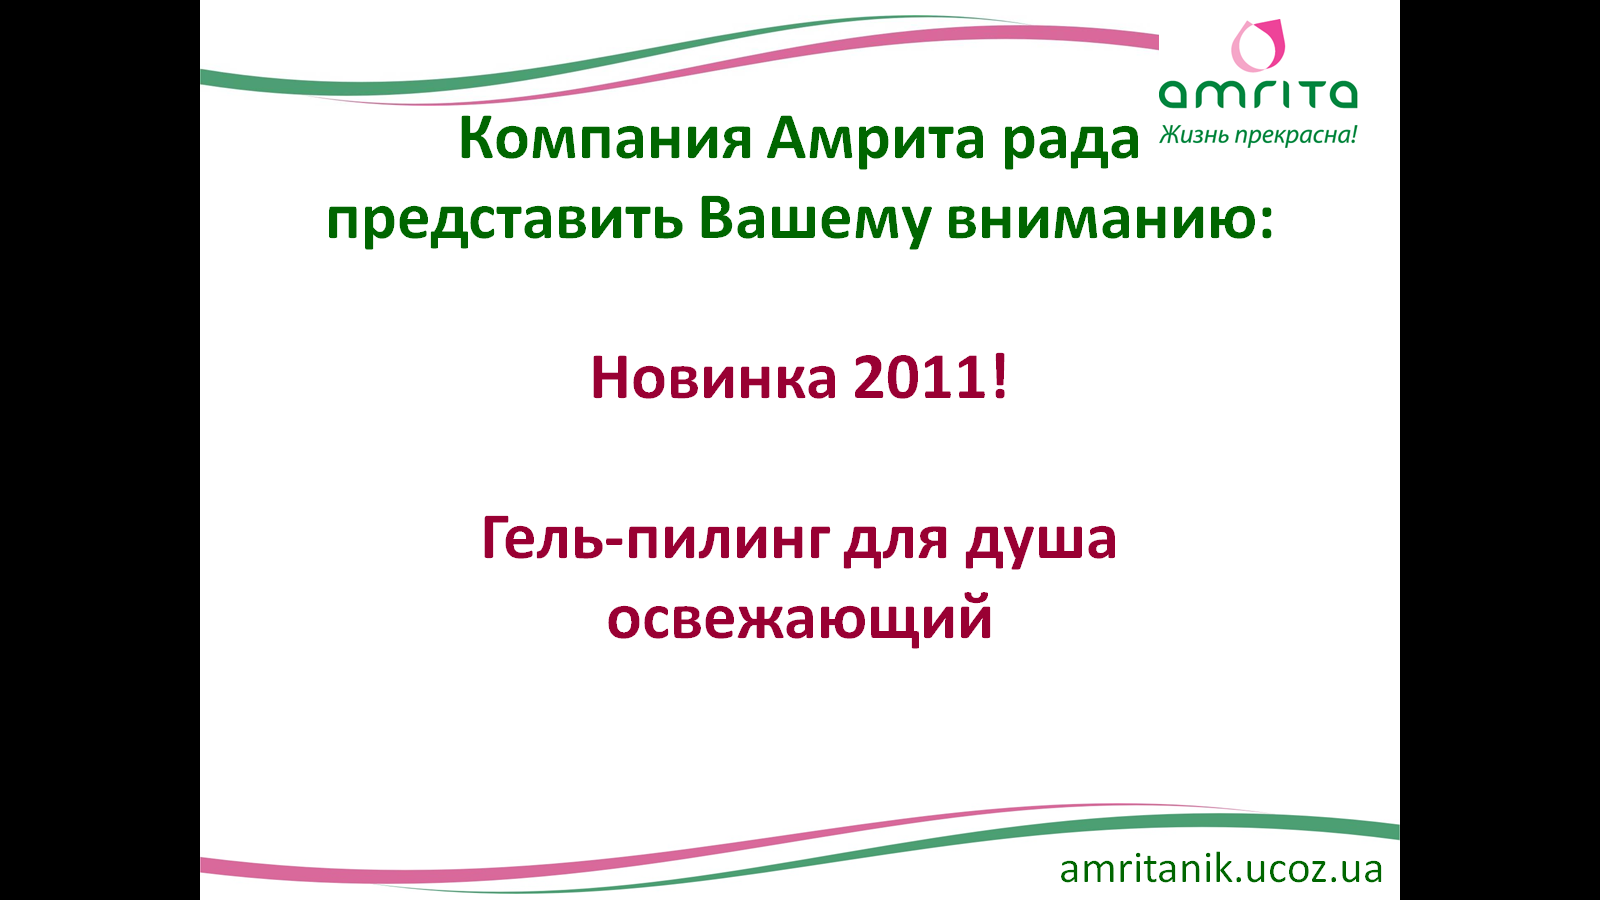 amrita
Жизнь прекрасна!
Компания Амрита рада
представить Вашему вниманию:
Новинка 2011!
Гель-пилинг для душа
освежающий
amritanik.ucoz.ua